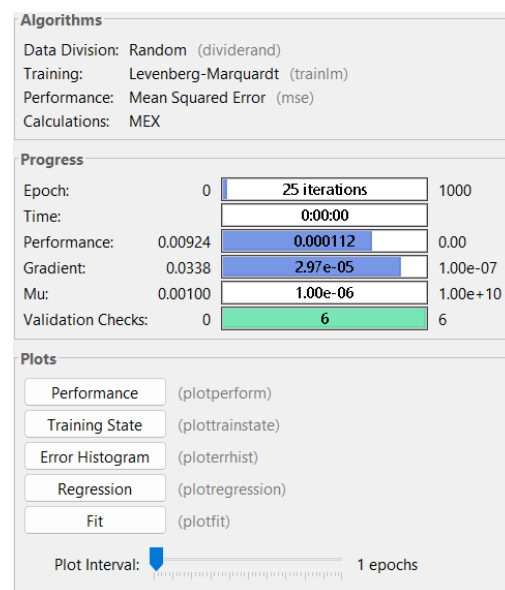 Algorithms
Data Division: Random (dividerand)
Training: Levenberg-Marquardt (trainlm)
Performance: Mean Squared Error (mse)
Calculations: MEX
Progress
Epoch: 0 25 iterations 1000
Time: 0:00:00
Performance: 0.00924 0.000112 0.00
Gradient: 0.0338 2.97e-05 1.00e-07
Mu: 0.00100 1.00e-06 1.00e+10
Validation Checks: 0 6 6
Plots
Performance (plotperform)
Training State (plottrainstate)
Error Histogram (ploterrhist)
Regression (plotregression)
Fit (plotfit)
Plot Interval: 1 epochs